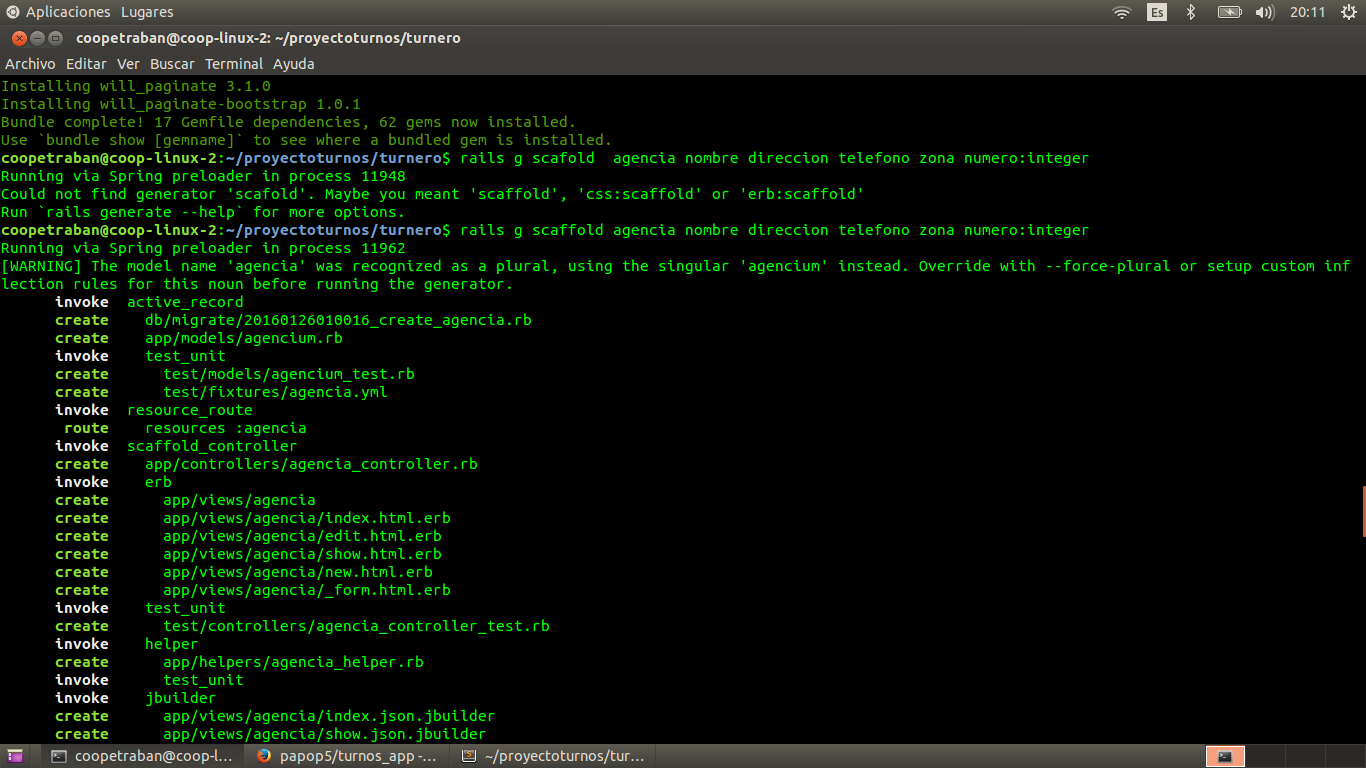 Aplicaciones Lugares Es 20:11
coopetraban@coop-linux-2: ~/proyectoturnos/turnero
Archivo Editar Ver Buscar Terminal Ayuda
Installing will_paginate 3.1.0
Installing will_paginate-bootstrap 1.0.1
Bundle complete! 17 Gemfile dependencies, 62 gems now installed.
Use `bundle show [gemname]` to see where a bundled gem is installed.
coopetraban@coop-linux-2:~/proyectoturnos/turnero$ rails g scafold  agencia nombre direccion telefono zona numero:integer
Running via Spring preloader in process 11948
Could not find generator 'scafold'. Maybe you meant 'scaffold', 'css:scaffold' or 'erb:scaffold'
Run `rails generate --help` for more options.
coopetraban@coop-linux-2:~/proyectoturnos/turnero$ rails g scaffold agencia nombre direccion telefono zona numero:integer
Running via Spring preloader in process 11962
[WARNING] The model name 'agencia' was recognized as a plural, using the singular 'agencium' instead. Override with --force-plural or setup custom inf
lection rules for this noun before running the generator.
      invoke  active_record
      create    db/migrate/20160126010016_create_agencia.rb
      create    app/models/agencium.rb
      invoke    test_unit
      create      test/models/agencium_test.rb
      create      test/fixtures/agencia.yml
      invoke  resource_route
       route    resources :agencia
      invoke  scaffold_controller
      create    app/controllers/agencia_controller.rb
      invoke    erb
      create      app/views/agencia
      create      app/views/agencia/index.html.erb
      create      app/views/agencia/edit.html.erb
      create      app/views/agencia/show.html.erb
      create      app/views/agencia/new.html.erb
      create      app/views/agencia/_form.html.erb
      invoke    test_unit
      create      test/controllers/agencia_controller_test.rb
      invoke    helper
      create      app/helpers/agencia_helper.rb
      invoke      test_unit
      invoke    jbuilder
      create      app/views/agencia/index.json.jbuilder
      create      app/views/agencia/show.json.jbuilder
coopetraban@coop-l... papop5/turnos_app -... ~/proyectoturnos/tur...